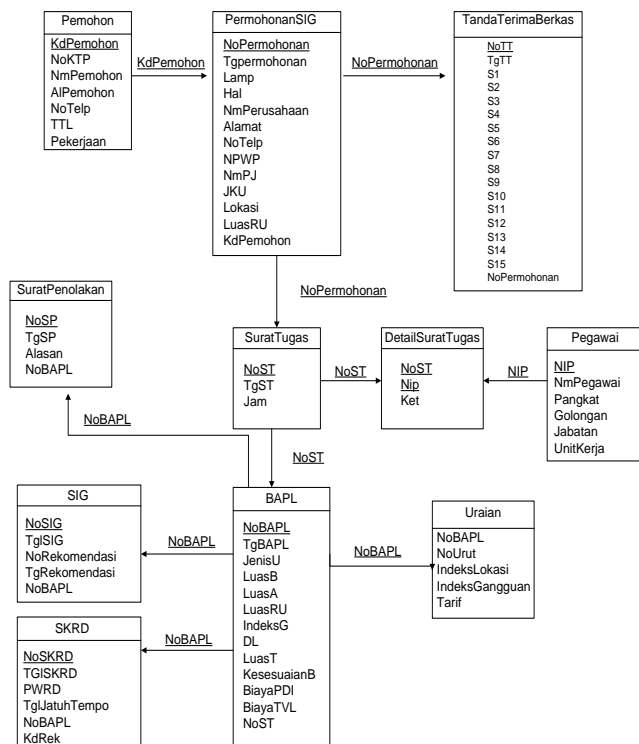 Pemohon
KdPemohon
NoKTP
NmPemohon
AlPemohon
NoTelp
TTL
Pekerjaan
KdPemohon
PermohonanSIG
NoPermohonan
Tgpermohonan
Lamp
Hal
NmPerusahaan
Alamat
NoTelp
NPWP
NmPJ
JKU
Lokasi
LuasRU
KdPemohon
NoPermohonan
TandaTerimaBerkas
NoTT
TgTT
S1
S2
S3
S4
S5
S6
S7
S8
S9
S10
S11
S12
S13
S14
S15
NoPermohonan
NoPermohonan
SuratPenolakan
NoSP
TgSP
Alasan
NoBAPL
NoBAPL
SuratTugas
NoST
TgST
Jam
NoST
DetailSuratTugas
NoST
Nip
Ket
NIP
Pegawai
NIP
NmPegawai
Pangkat
Golongan
Jabatan
UnitKerja
NoST
SIG
NoSIG
TglSIG
NoRekomendasi
TgRekomendasi
NoBAPL
NoBAPL
BAPL
NoBAPL
TgBAPL
JenisU
LuasB
LuasA
LuasRU
IndeksG
DL
LuasT
KesesuaianB
BiayaPDI
BiayaTVL
NoST
NoBAPL
Uraian
NoBAPL
NoUrut
IndeksLokasi
IndeksGangguan
Tarif
SKRD
NoSKRD
TGlSKRD
PWRD
TglJatuhTempo
NoBAPL
KdRek
NoBAPL